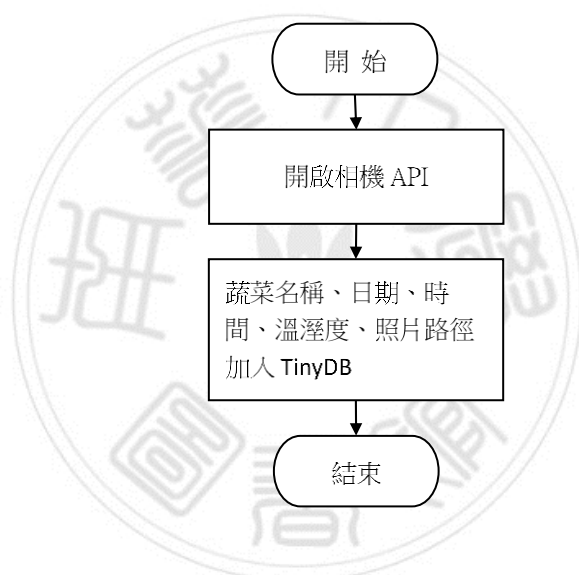 開 始
開啟相機 API
蔬菜名稱、日期、時
間、溫溼度、照片路徑
加入 TinyDB
結束